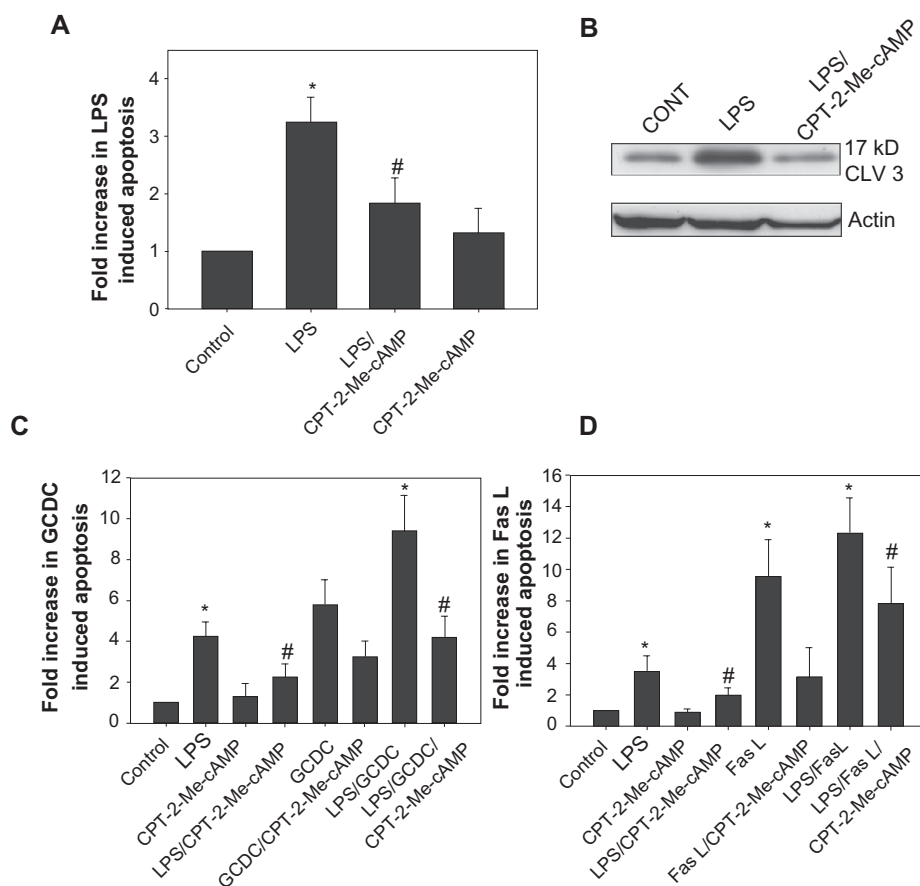 A
Fold increase in LPS
induced apoptosis
4
3
2
1
0
*
#
Control
LPS
LPS/
CPT-2-Me-cAMP
CPT-2-Me-cAMP
B
CONT
LPS
LPS/
CPT-2-Me-cAMP
17 kD
CLV 3
Actin
C
Fold increase in GCDC
induced apoptosis
12
10
8
6
4
2
0
*
#
*
#
Control
LPS
CPT-2-Me-cAMP
LPS/CPT-2-Me-cAMP
GCDC
GCDC/CPT-2-Me-cAMP
LPS/GCDC
LPS/GCDC/
CPT-2-Me-cAMP
D
Fold increase in Fas L
induced apoptosis
16
14
12
10
8
6
4
2
0
*
#
*
*
#
Control
LPS
CPT-2-Me-cAMP
LPS/CPT-2-Me-cAMP
Fas L
Fas L/CPT-2-Me-cAMP
LPS/FasL
LPS/Fas L/
CPT-2-Me-cAMP